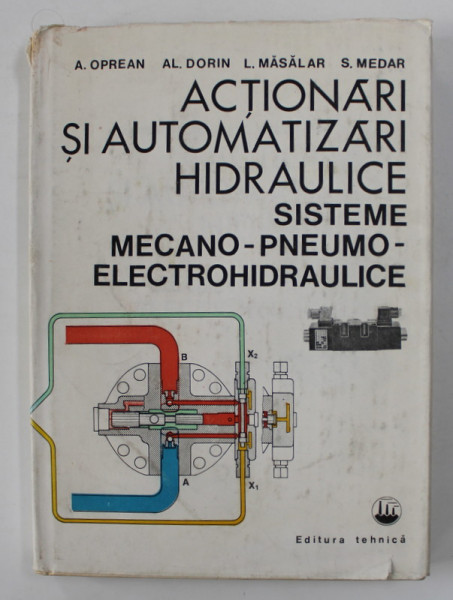 A. OPREAN AL. DORIN L. MĂSĂLAR S. MEDAR
ACȚIONĂRI
ȘI AUTOMATIZĂRI
HIDRAULICE
SISTEME
MECANO-PNEUMO-
ELECTROHIDRAULICE
B X₂
A X₁
Editura tehnică